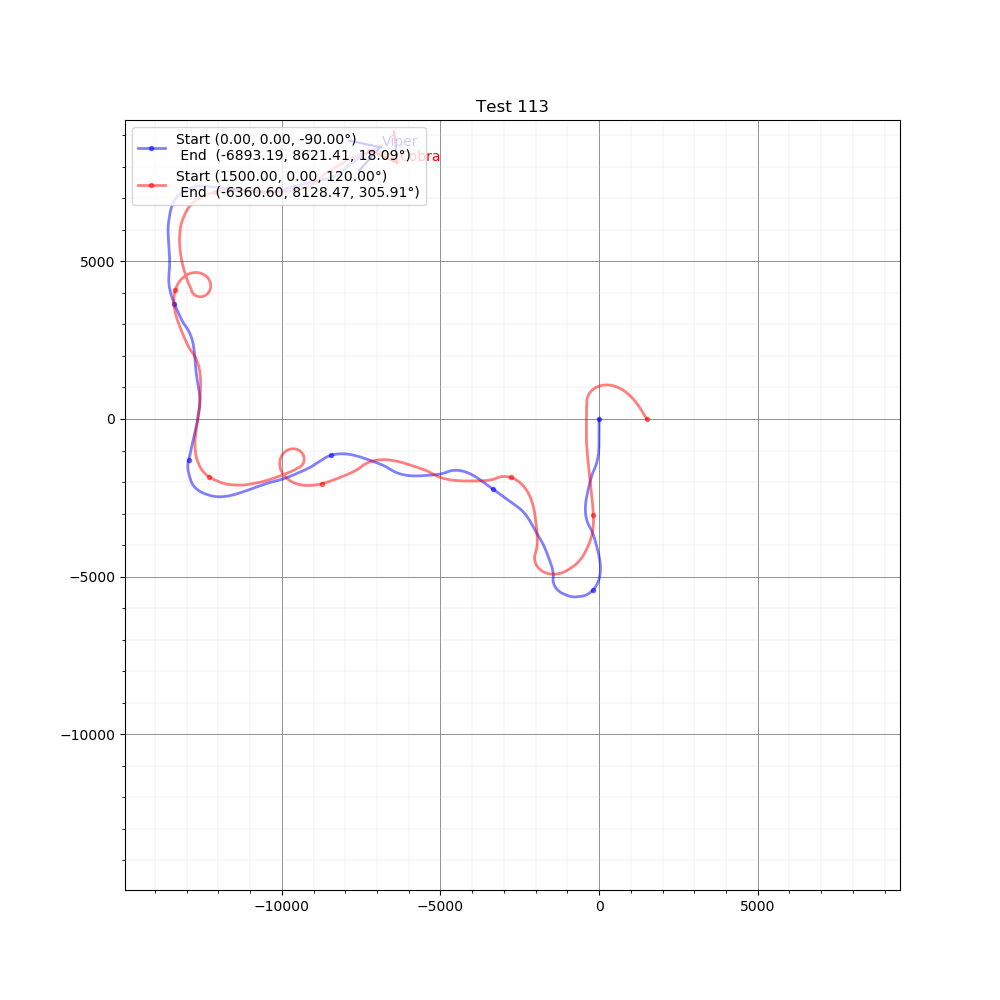 Test 113
Start (0.00, 0.00, -90.00°)
End (-6893.19, 8621.41, 18.09°)
Start (1500.00, 0.00, 120.00°)
End (-6360.60, 8128.47, 305.91°)
Viper
Cobra
5000
0
−5000
−10000
−10000 −5000 0 5000